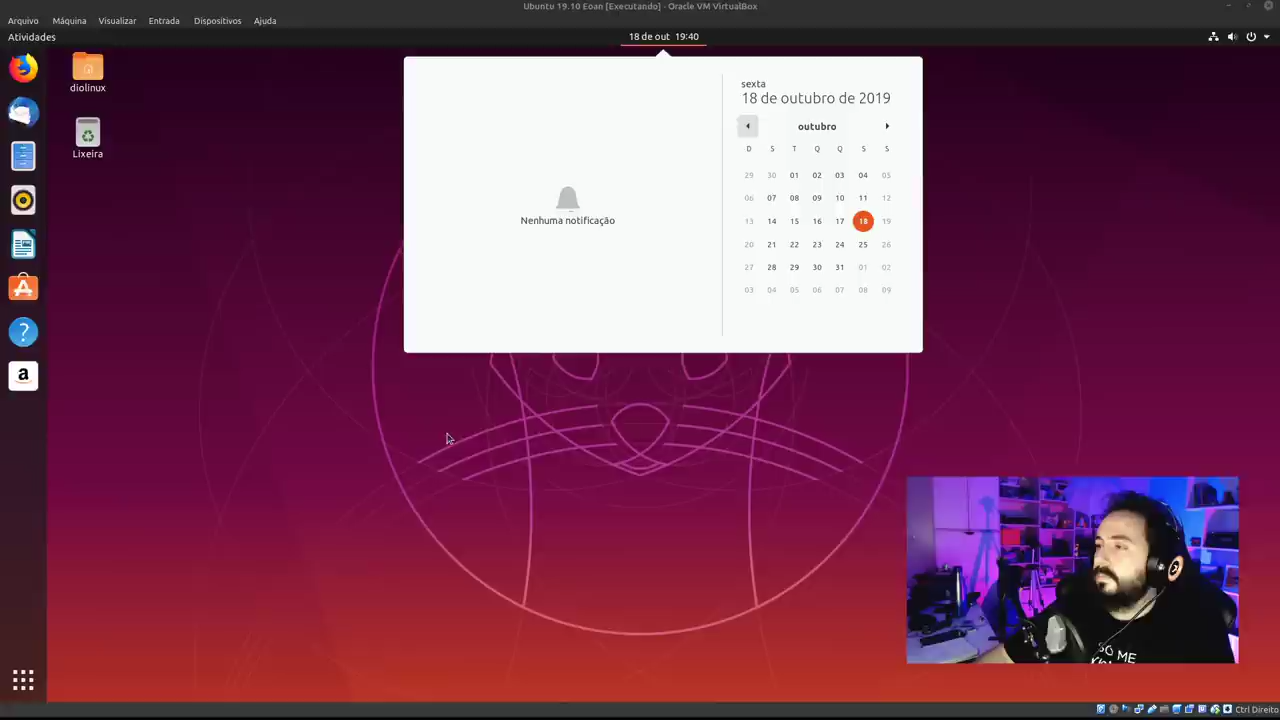 Ubuntu 19.10 Eoan [Executando] - Oracle VM VirtualBox
Arquivo Máquina Visualizar Entrada Dispositivos Ajuda
Atividades
18 de out 19:40
diolinux
Lixeira
Nenhuma notificação
sexta
18 de outubro de 2019
outubro
D S T Q Q S S
29 30 01 02 03 04 05
06 07 08 09 10 11 12
13 14 15 16 17 18 19
20 21 22 23 24 25 26
27 28 29 30 31 01 02
03 04 05 06 07 08 09
?
a
ME
Ctrl Direito